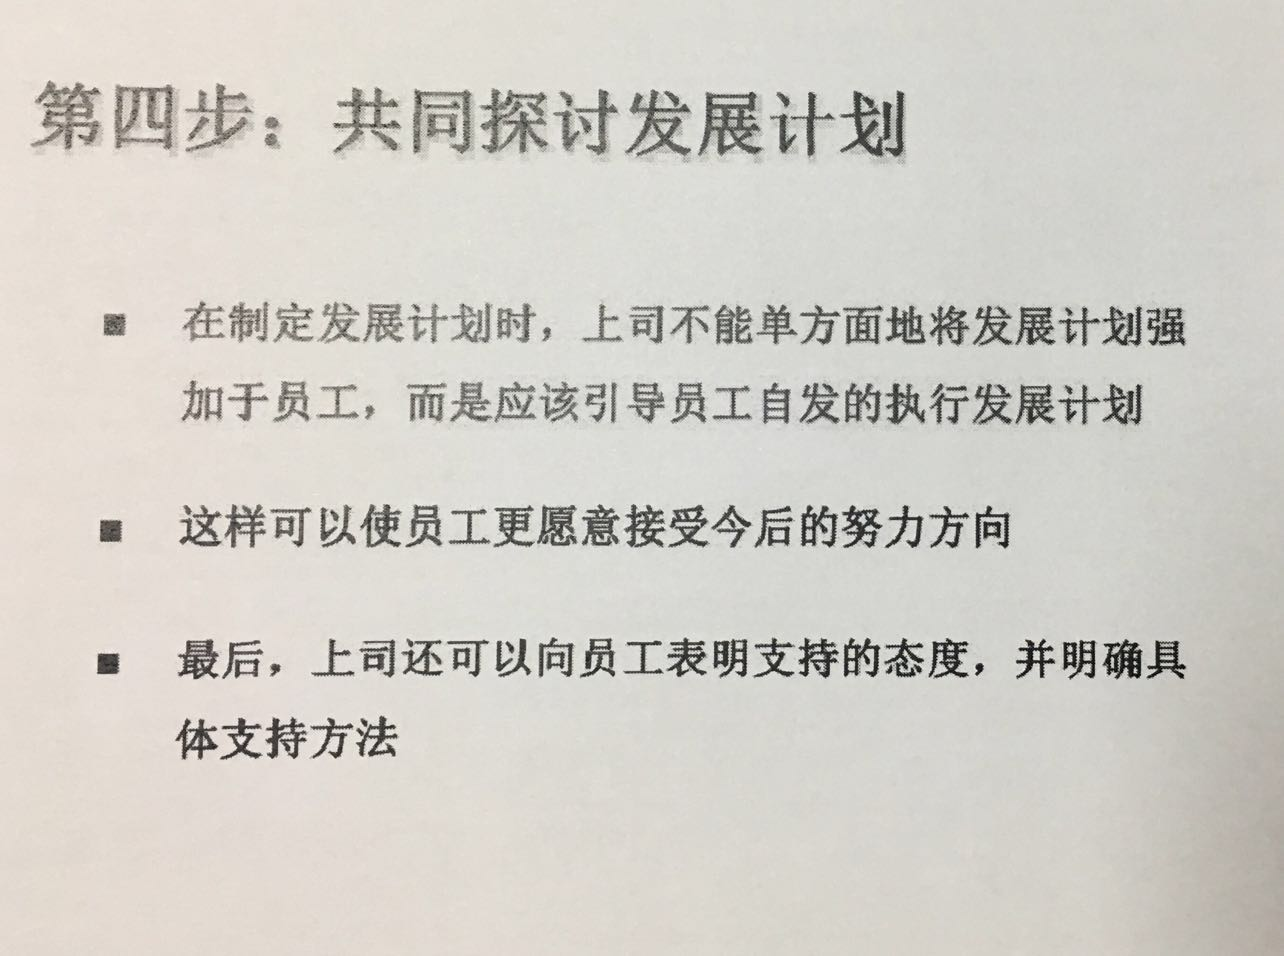 第四步：共同探讨发展计划
■ 在制定发展计划时，上司不能单方面地将发展计划强
加于员工，而是应该引导员工自发的执行发展计划
■ 这样可以使员工更愿意接受今后的努力方向
■ 最后，上司还可以向员工表明支持的态度，并明确具
体支持方法